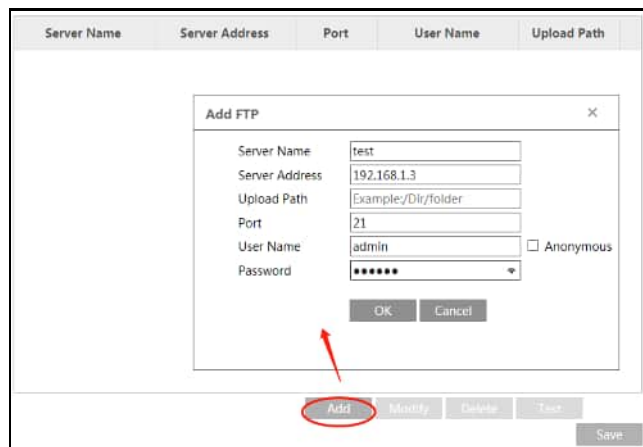 Server Name Server Address Port User Name Upload Path
Add FTP ×
Server Name test
Server Address 192.168.1.3
Upload Path Example:/Dir/folder
Port 21
User Name admin Anonymous
Password ••••••
OK Cancel
Add Modify Delete Test
Save